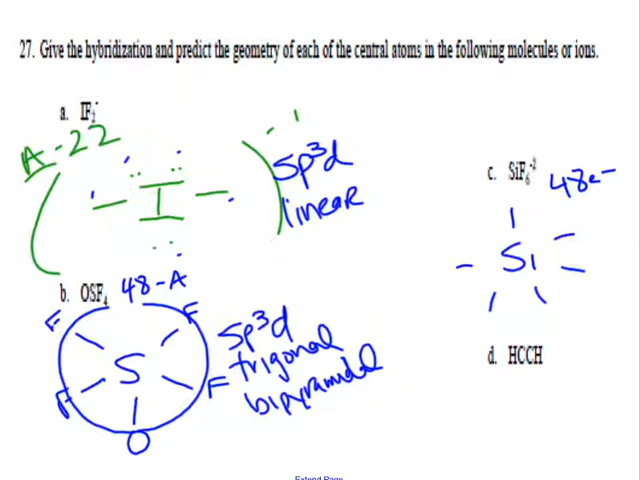 27. Give the hybridization and predict the geometry of each of the central atoms in the following molecules or ions.
a. IF₂⁻
A - 22
I
-1
sp³d
linear
b. OSF₄ 48 - A
F F
S
F F
O
sp³d
trigonal
bipyramidal
c. SiF₆⁻² 48e-
Si
d. HCCH
Extend Page